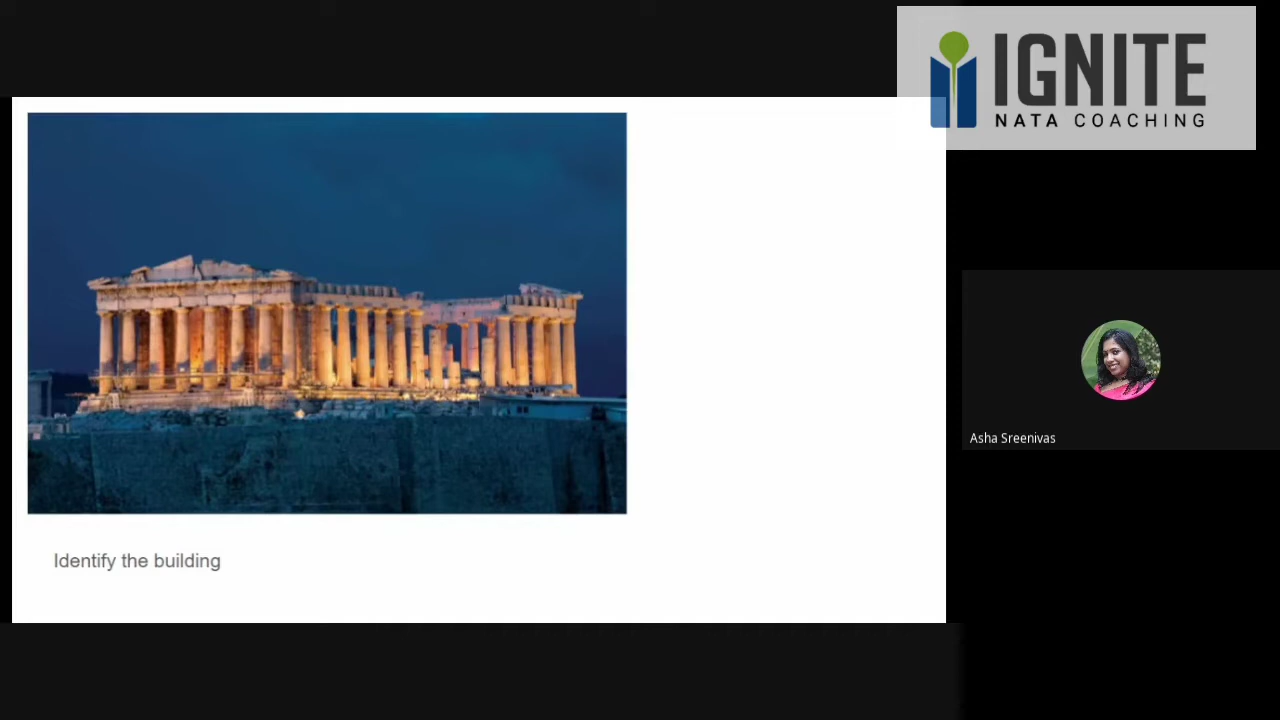 IGNITE
NATA COACHING
Asha Sreenivas
Identify the building